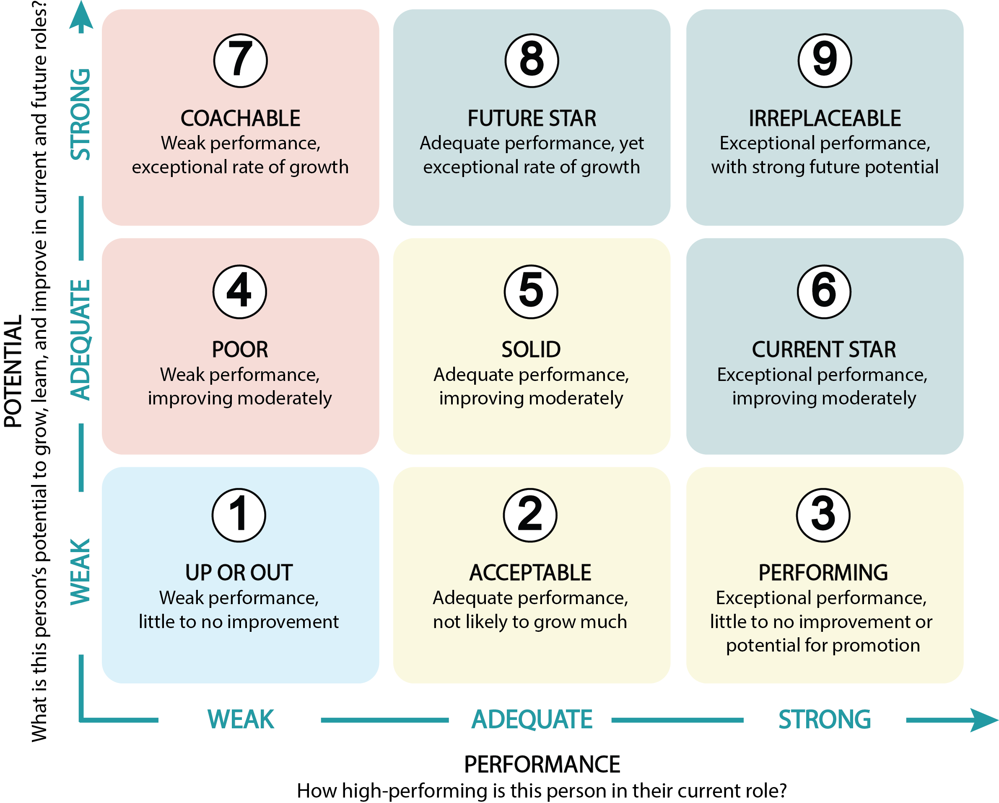 POTENTIAL
What is this person's potential to grow, learn, and improve in current and future roles?
STRONG
7
COACHABLE
Weak performance,
exceptional rate of growth
8
FUTURE STAR
Adequate performance, yet
exceptional rate of growth
9
IRREPLACEABLE
Exceptional performance,
with strong future potential
ADEQUATE
4
POOR
Weak performance,
improving moderately
5
SOLID
Adequate performance,
improving moderately
6
CURRENT STAR
Exceptional performance,
improving moderately
WEAK
1
UP OR OUT
Weak performance,
little to no improvement
2
ACCEPTABLE
Adequate performance,
not likely to grow much
3
PERFORMING
Exceptional performance,
little to no improvement or
potential for promotion
WEAK
ADEQUATE
STRONG
PERFORMANCE
How high-performing is this person in their current role?